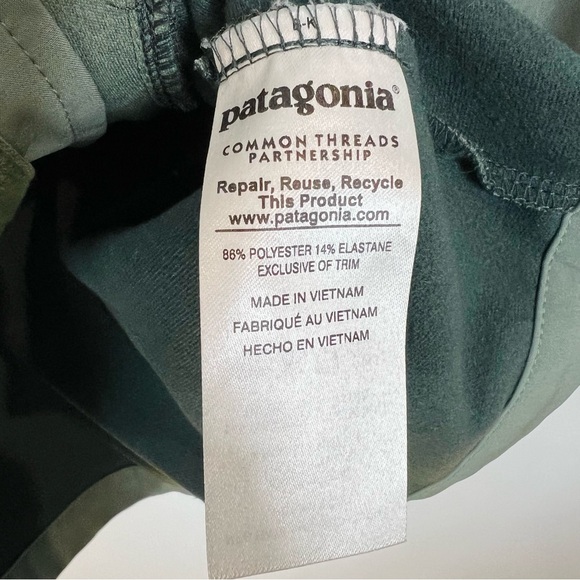 patagonia®
COMMON THREADS
PARTNERSHIP
Repair, Reuse, Recycle
This Product
www.patagonia.com
86% POLYESTER 14% ELASTANE
EXCLUSIVE OF TRIM
MADE IN VIETNAM
FABRIQUÉ AU VIETNAM
HECHO EN VIETNAM